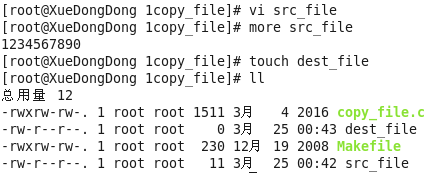 [root@XueDongDong 1copy_file]# vi src_file
[root@XueDongDong 1copy_file]# more src_file
1234567890
[root@XueDongDong 1copy_file]# touch dest_file
[root@XueDongDong 1copy_file]# ll
总用量 12
-rwxrw-rw-. 1 root root 1511 3月   4 2016 copy_file.c
-rw-r--r--. 1 root root    0 3月  25 00:43 dest_file
-rwxrw-rw-. 1 root root  230 12月 19 2008 Makefile
-rw-r--r--. 1 root root   11 3月  25 00:42 src_file